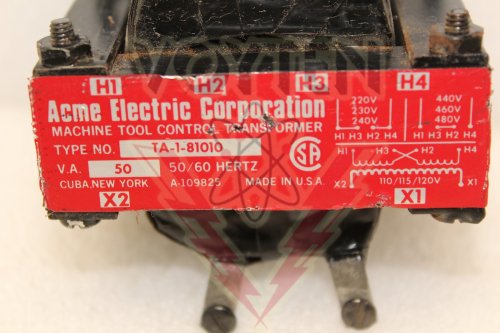 VOYTEN
H1 H2 H3 H4
Acme Electric Corporation
MACHINE TOOL CONTROL TRANSFORMER
TYPE NO. TA-1-81010
V.A. 50 50/60 HERTZ
CUBA, NEW YORK A-109825 MADE IN U.S.A.
X2 X1
SA
220V 440V
230V 460V
240V 480V
H1 H3 H2 H4 H1 H3 H2 H4
H1 H3 H2 H4
X2 110/115/120V X1